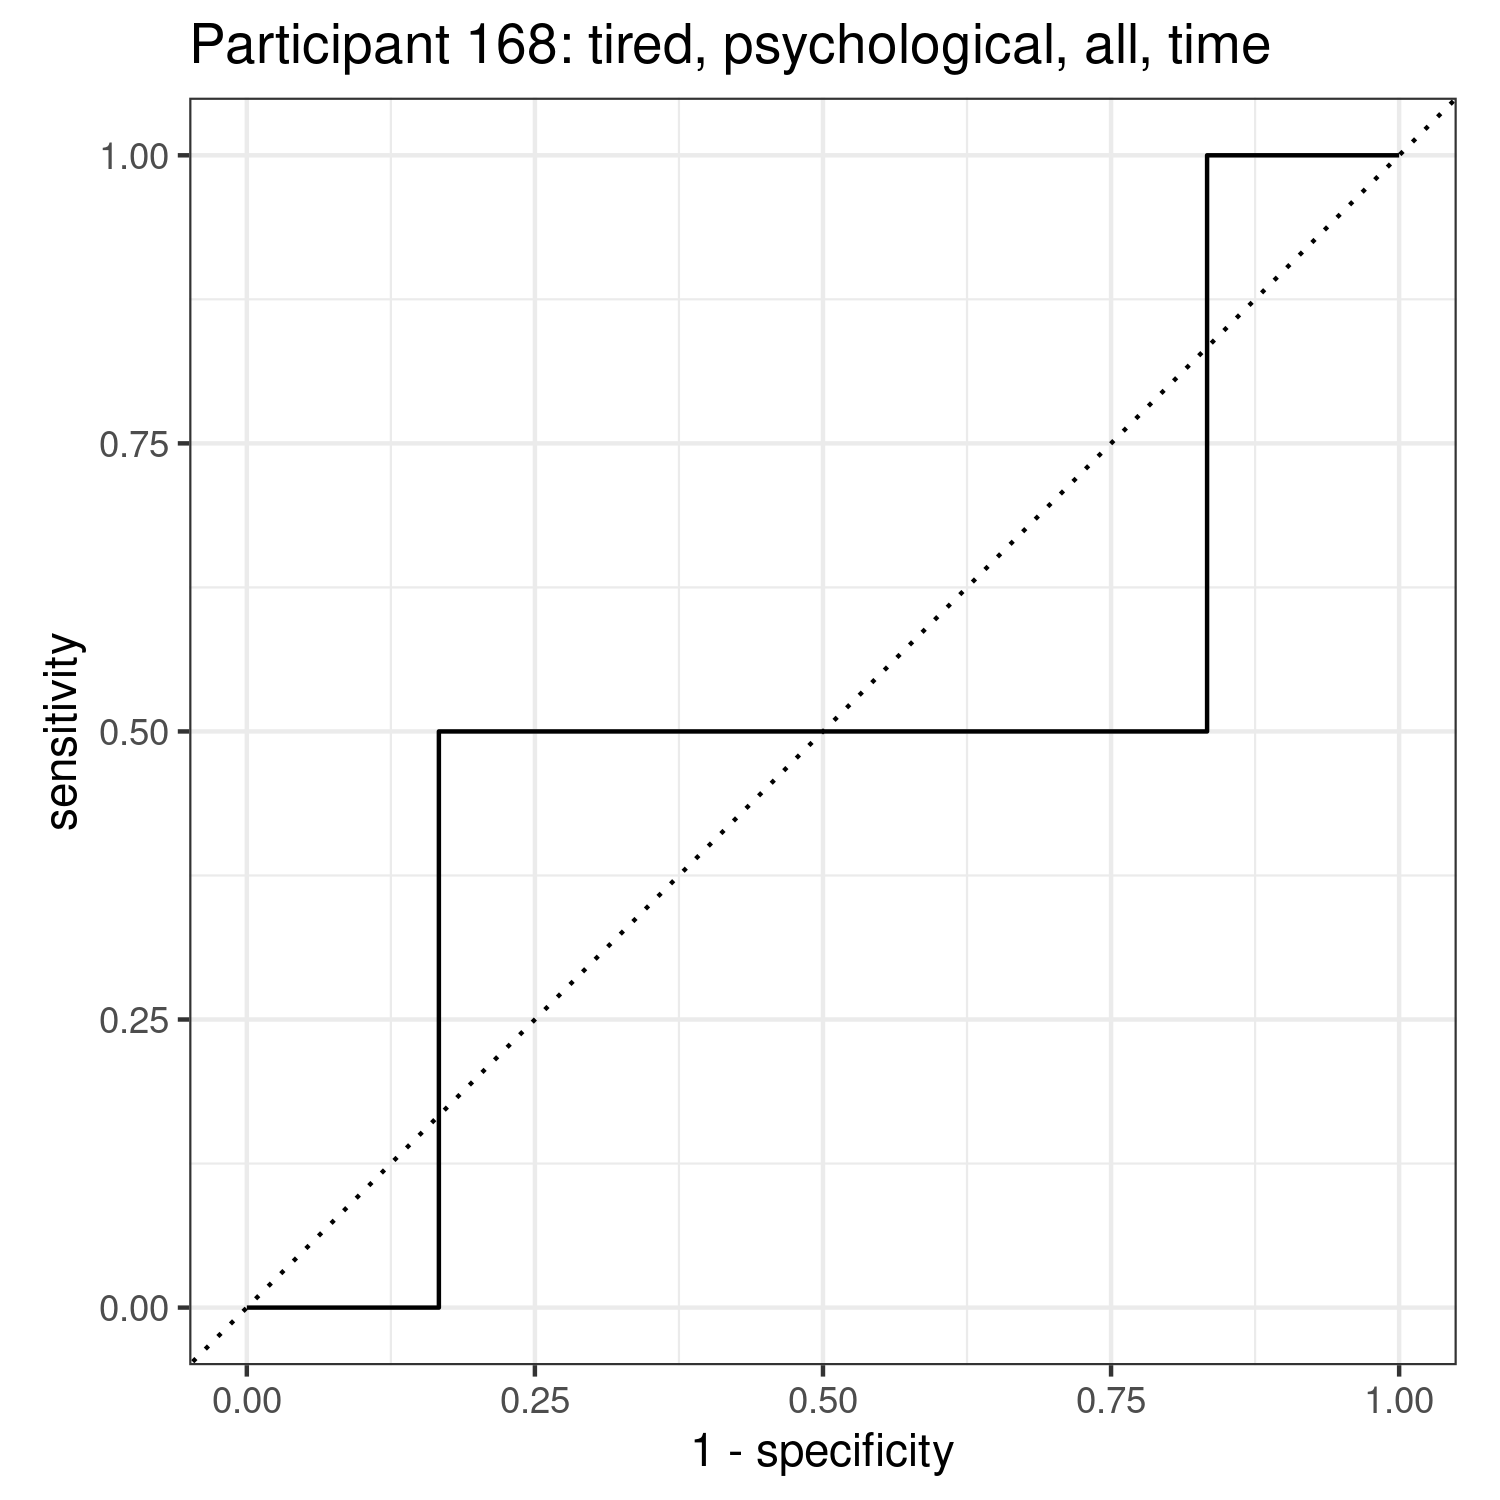 Participant 168: tired, psychological, all, time
1.00
0.75
0.50
0.25
0.00
sensitivity
0.00 0.25 0.50 0.75 1.00
1 - specificity